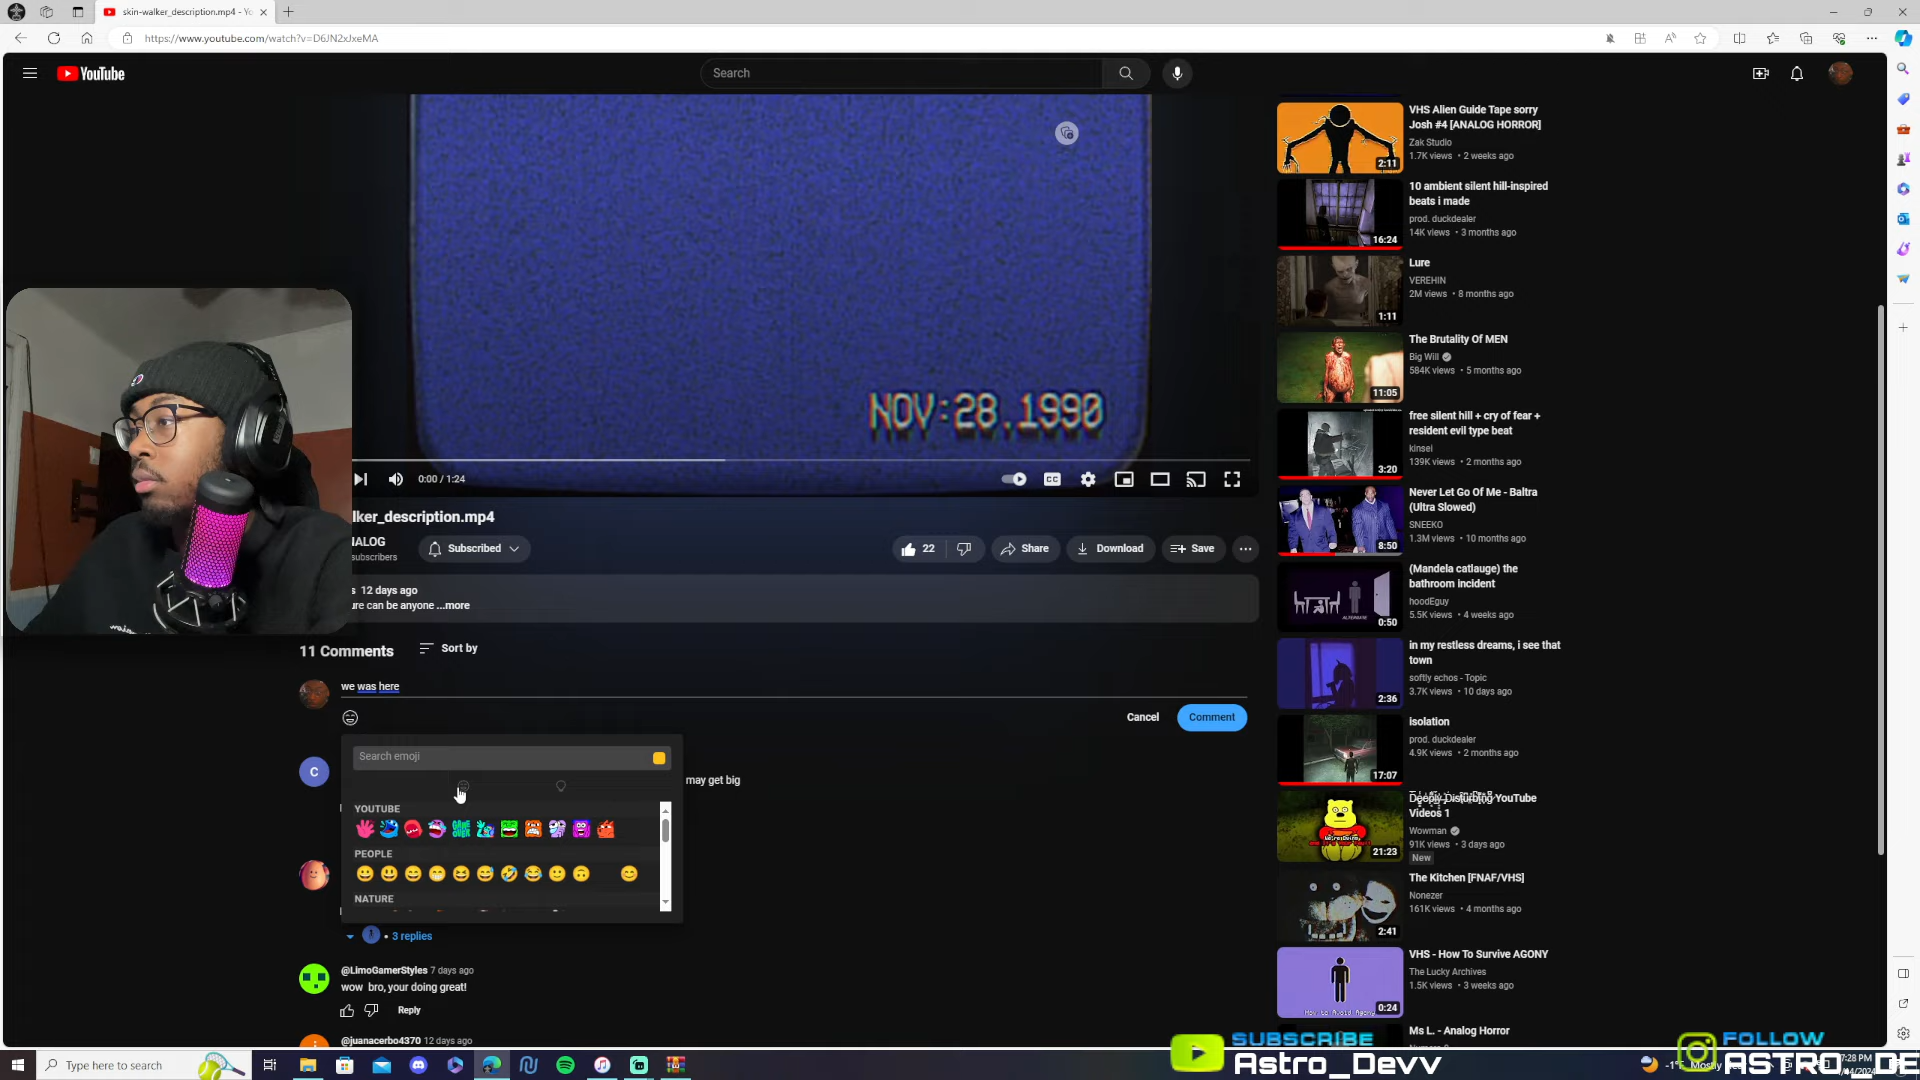 skin-walker_description.mp4 - Yo
https://www.youtube.com/watch?v=D6JN2xJxeMA
YouTube
Search
NOV:28.1990
0:00 / 1:24
CC
lker_description.mp4
NALOG
subscribers
Subscribed
22
Share
Download
Save
s 12 days ago
ure can be anyone ...more
11 Comments
Sort by
we was here
Cancel
Comment
Search emoji
C
may get big
YOUTUBE
PEOPLE
NATURE
3 replies
@LimoGamerStyles 7 days ago
wow bro, your doing great!
Reply
@juanacerbo4370 12 days ago
VHS Alien Guide Tape sorry
Josh #4 [ANALOG HORROR]
Zak Studio
1.7K views • 2 weeks ago
2:11
10 ambient silent hill-inspired
beats i made
prod. duckdealer
14K views • 3 months ago
16:24
Lure
VEREHIN
2M views • 8 months ago
1:11
The Brutality Of MEN
Big Will
584K views • 5 months ago
11:05
free silent hill + cry of fear +
resident evil type beat
kinsei
139K views • 2 months ago
3:20
Never Let Go Of Me - Baltra
(Ultra Slowed)
SNEEKO
1.3M views • 10 months ago
8:50
(Mandela catlauge) the
bathroom incident
hoodEguy
5.5K views • 4 weeks ago
ALTERNATE
0:50
in my restless dreams, i see that
town
softly echos - Topic
3.7K views • 10 days ago
2:36
isolation
prod. duckdealer
4.9K views • 2 months ago
17:07
Deeply Disturbing YouTube
Videos 1
Wowman
91K views • 3 days ago
New
21:23
The Kitchen [FNAF/VHS]
Nonezer
161K views • 4 months ago
2:41
VHS - How To Survive AGONY
The Lucky Archives
1.5K views • 3 weeks ago
How to Avoid Agony
0:24
Ms L. - Analog Horror
SUBSCRIBE
Astro_Devv
FOLLOW
ASTRO_DE
Type here to search
-1°
7:28 PM